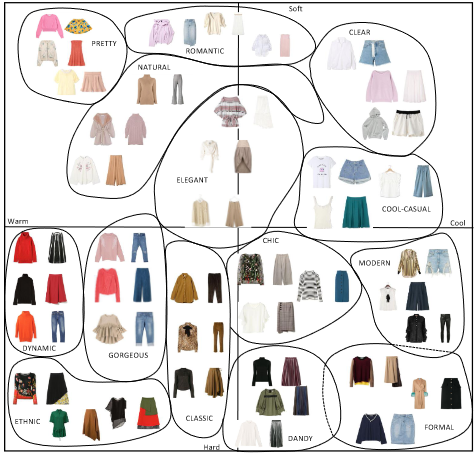 Soft
CLEAR
PRETTY
ROMANTIC
NATURAL
ELEGANT
COOL-CASUAL
Warm
Cool
CHIC
MODERN
DYNAMIC
GORGEOUS
CLASSIC
ETHNIC
DANDY
FORMAL
Hard